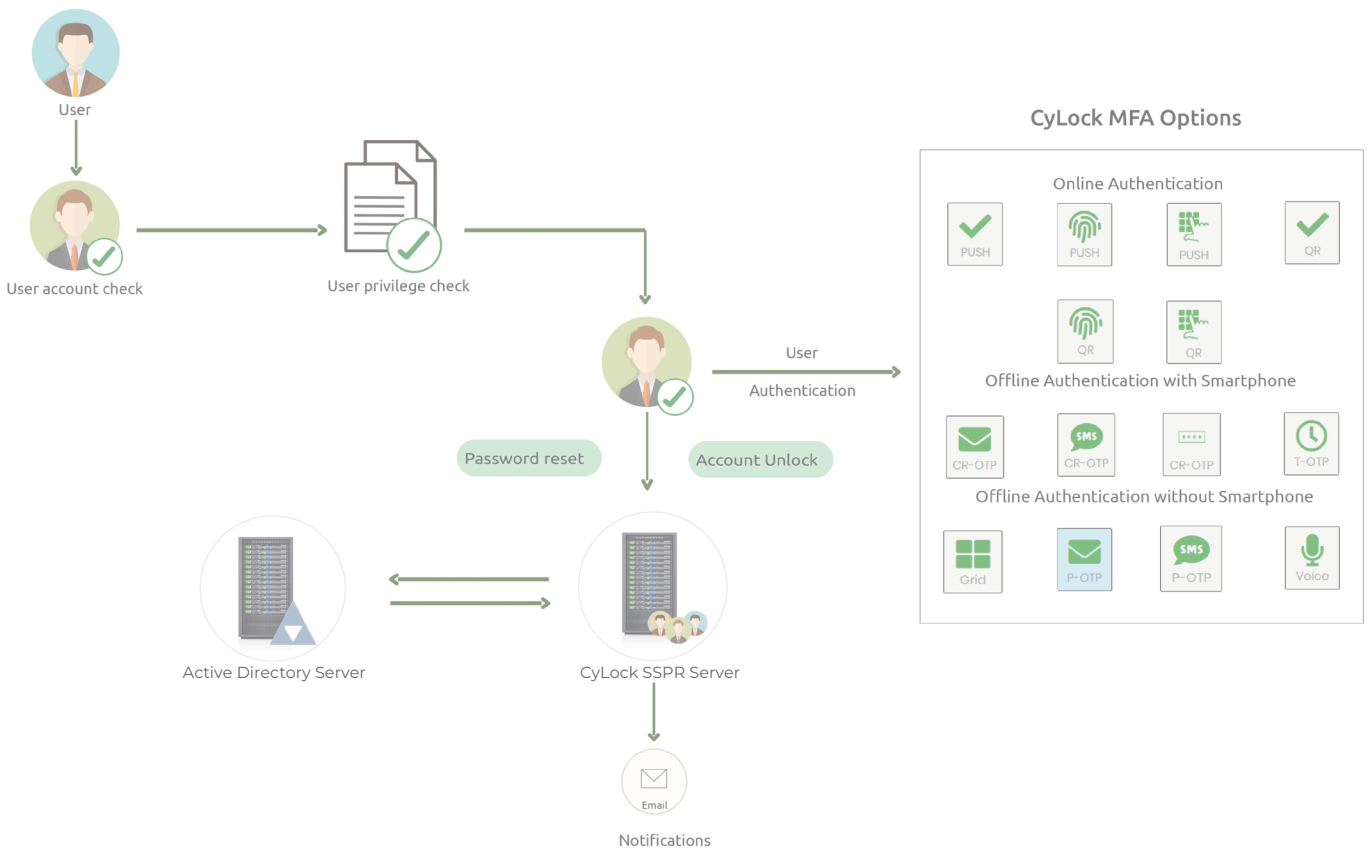 User
User account check
User privilege check
User
Authentication
Password reset
Account Unlock
Active Directory Server
CyLock SSPR Server
Email
Notifications
CyLock MFA Options
Online Authentication
PUSH
PUSH
PUSH
QR
QR
QR
Offline Authentication with Smartphone
CR-OTP
SMS
CR-OTP
CR-OTP
T-OTP
Offline Authentication without Smartphone
Grid
P-OTP
SMS
P-OTP
Voice